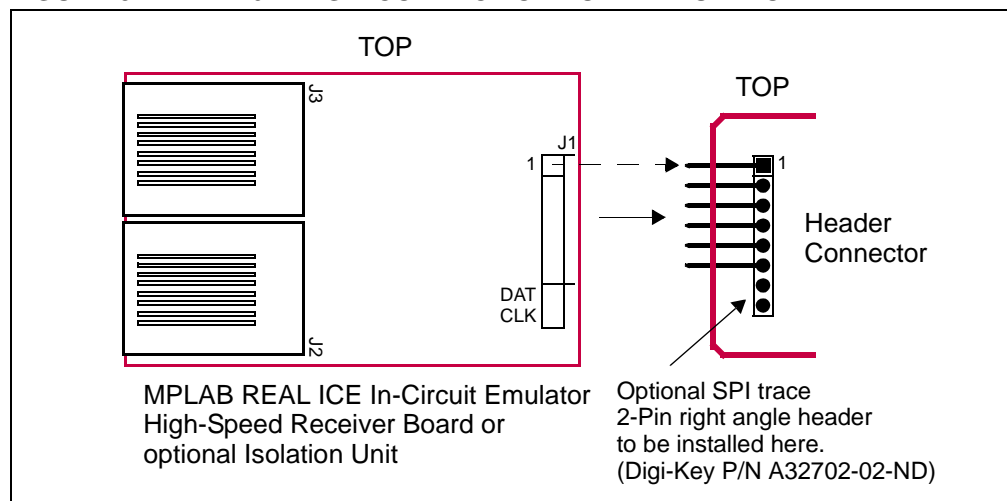 TOP
J3
J1
1
DAT
CLK
J2
MPLAB REAL ICE In-Circuit Emulator
High-Speed Receiver Board or
optional Isolation Unit
TOP
1
Header
Connector
Optional SPI trace
2-Pin right angle header
to be installed here.
(Digi-Key P/N A32702-02-ND)